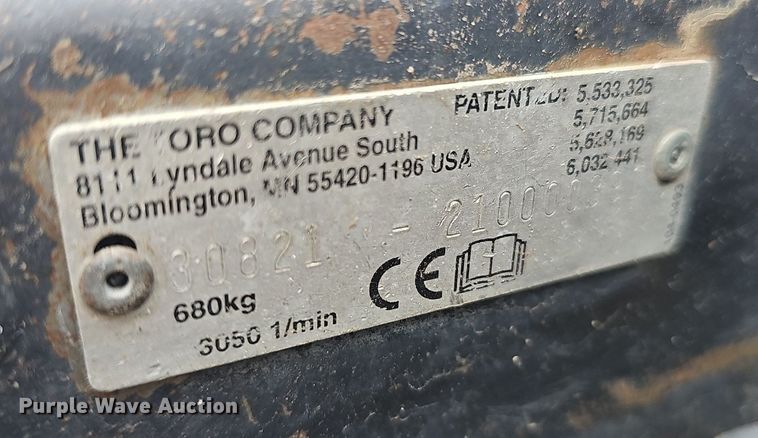 THE TORO COMPANY
8111 Lyndale Avenue South
Bloomington, MN 55420-1196 USA
PATENTED: 5,533,325
5,715,664
5,628,169
6,032,441
30821 -
680kg
3050 1/min
CE
Purple Wave Auction